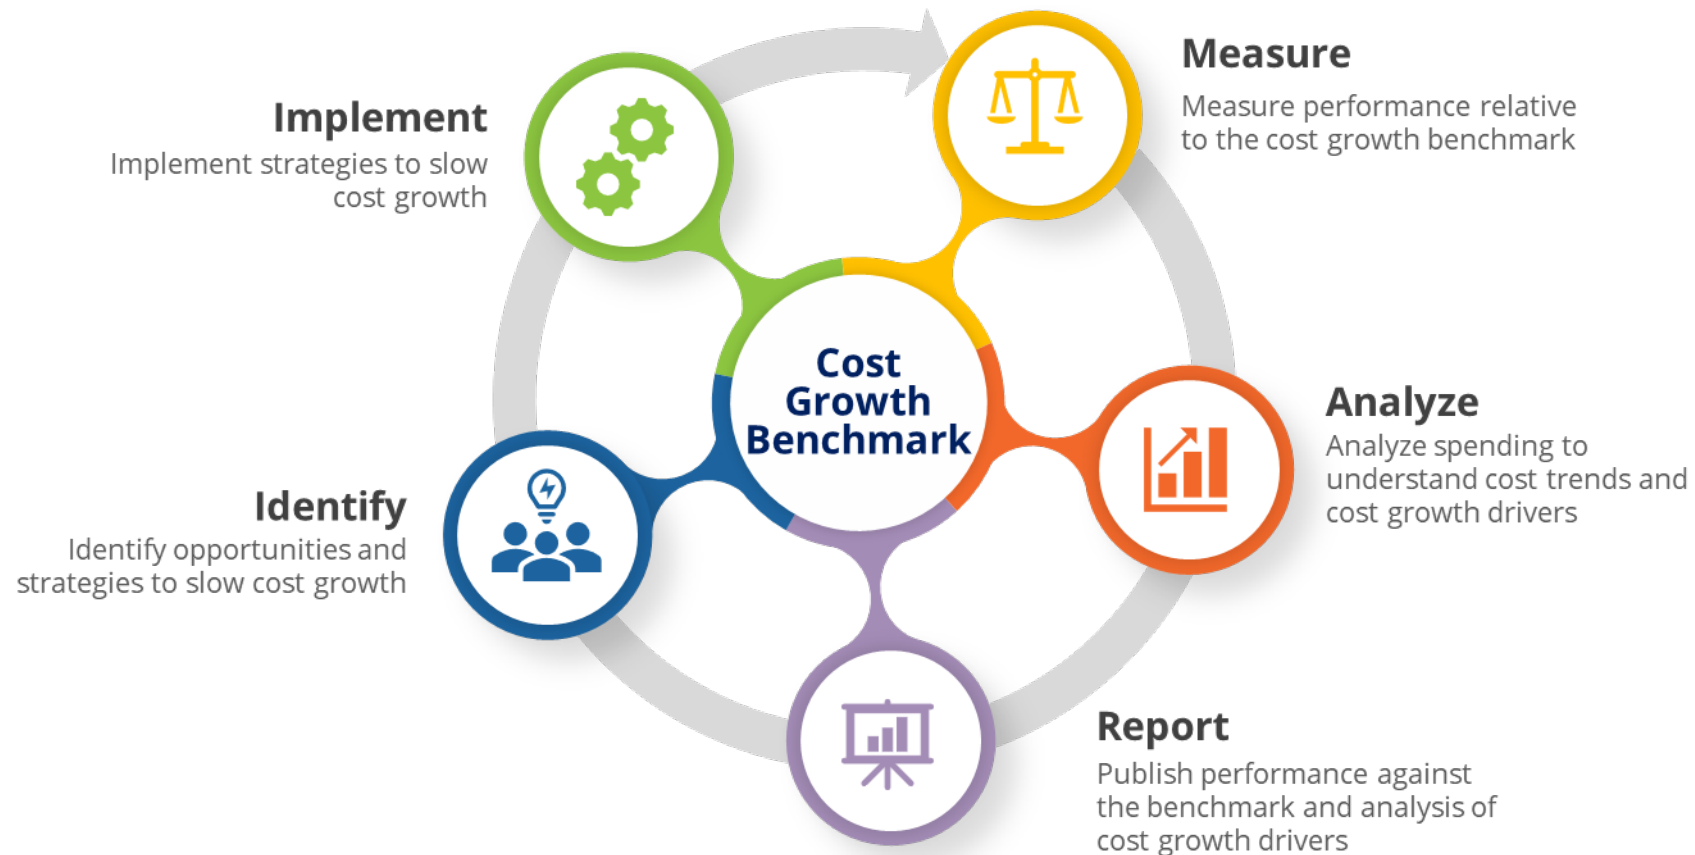 Measure
Measure performance relative
to the cost growth benchmark
Implement
Implement strategies to slow
cost growth
Cost
Growth
Benchmark
Analyze
Analyze spending to
understand cost trends and
cost growth drivers
Identify
Identify opportunities and
strategies to slow cost growth
Report
Publish performance against
the benchmark and analysis of
cost growth drivers